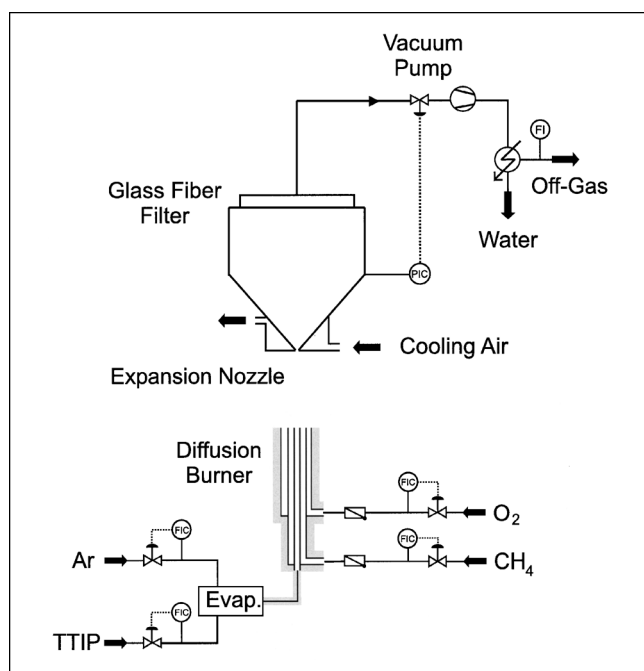 Vacuum
Pump
FI
Glass Fiber
Filter
Off-Gas
Water
PIC
Cooling Air
Expansion Nozzle
Diffusion
Burner
FIC
O₂
FIC
FIC
Ar
CH₄
Evap.
FIC
TTIP